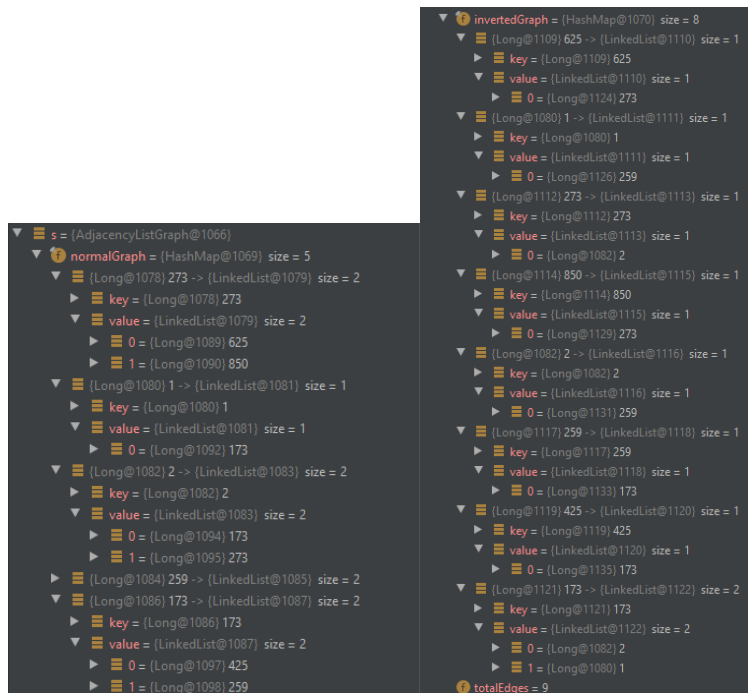 s = {AdjacencyListGraph@1066}
normalGraph = {HashMap@1069} size = 5
{Long@1078} 273 -> {LinkedList@1079} size = 2
key = {Long@1078} 273
value = {LinkedList@1079} size = 2
0 = {Long@1089} 625
1 = {Long@1090} 850
{Long@1080} 1 -> {LinkedList@1081} size = 1
key = {Long@1080} 1
value = {LinkedList@1081} size = 1
0 = {Long@1092} 173
{Long@1082} 2 -> {LinkedList@1083} size = 2
key = {Long@1082} 2
value = {LinkedList@1083} size = 2
0 = {Long@1094} 173
1 = {Long@1095} 273
{Long@1084} 259 -> {LinkedList@1085} size = 2
{Long@1086} 173 -> {LinkedList@1087} size = 2
key = {Long@1086} 173
value = {LinkedList@1087} size = 2
0 = {Long@1097} 425
1 = {Long@1098} 259
invertedGraph = {HashMap@1070} size = 8
{Long@1109} 625 -> {LinkedList@1110} size = 1
key = {Long@1109} 625
value = {LinkedList@1110} size = 1
0 = {Long@1124} 273
{Long@1080} 1 -> {LinkedList@1111} size = 1
key = {Long@1080} 1
value = {LinkedList@1111} size = 1
0 = {Long@1126} 259
{Long@1112} 273 -> {LinkedList@1113} size = 1
key = {Long@1112} 273
value = {LinkedList@1113} size = 1
0 = {Long@1082} 2
{Long@1114} 850 -> {LinkedList@1115} size = 1
key = {Long@1114} 850
value = {LinkedList@1115} size = 1
0 = {Long@1129} 273
{Long@1082} 2 -> {LinkedList@1116} size = 1
key = {Long@1082} 2
value = {LinkedList@1116} size = 1
0 = {Long@1131} 259
{Long@1117} 259 -> {LinkedList@1118} size = 1
key = {Long@1117} 259
value = {LinkedList@1118} size = 1
0 = {Long@1133} 173
{Long@1119} 425 -> {LinkedList@1120} size = 1
key = {Long@1119} 425
value = {LinkedList@1120} size = 1
0 = {Long@1135} 173
{Long@1121} 173 -> {LinkedList@1122} size = 2
key = {Long@1121} 173
value = {LinkedList@1122} size = 2
0 = {Long@1082} 2
1 = {Long@1080} 1
totalEdges = 9